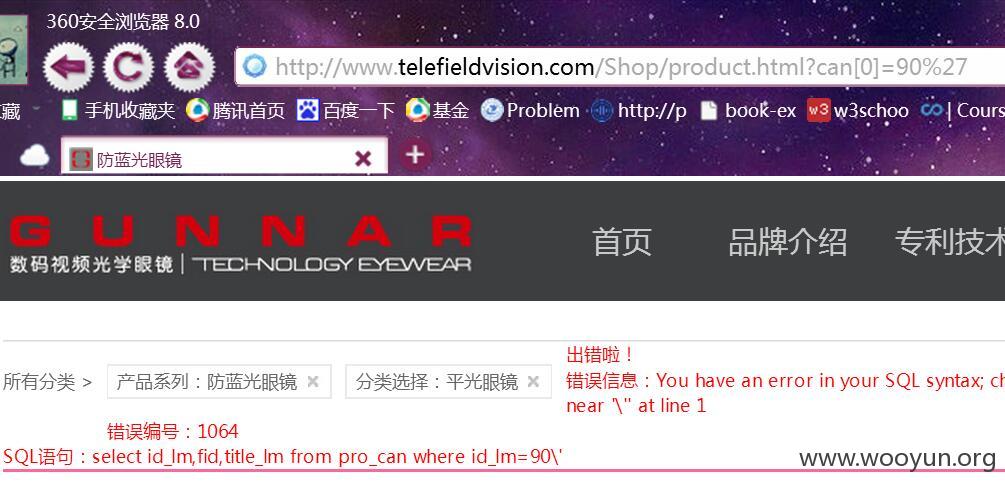 360安全浏览器 8.0
http://www.telefieldvision.com/Shop/product.html?can[0]=90%27
藏 手机收藏夹 腾讯首页 百度一下 基金 Problem http://p book-ex w3 w3schoo | Cours
防蓝光眼镜
GUNNAR
数码视频光学眼镜 | TECHNOLOGY EYEWEAR
首页 品牌介绍 专利技术
出错啦！
所有分类 > 产品系列：防蓝光眼镜 × 分类选择：平光眼镜 × 错误信息：You have an error in your SQL syntax; ch
near '\'' at line 1
错误编号：1064
SQL语句：select id_lm,fid,title_lm from pro_can where id_lm=90\'
www.wooyun.org